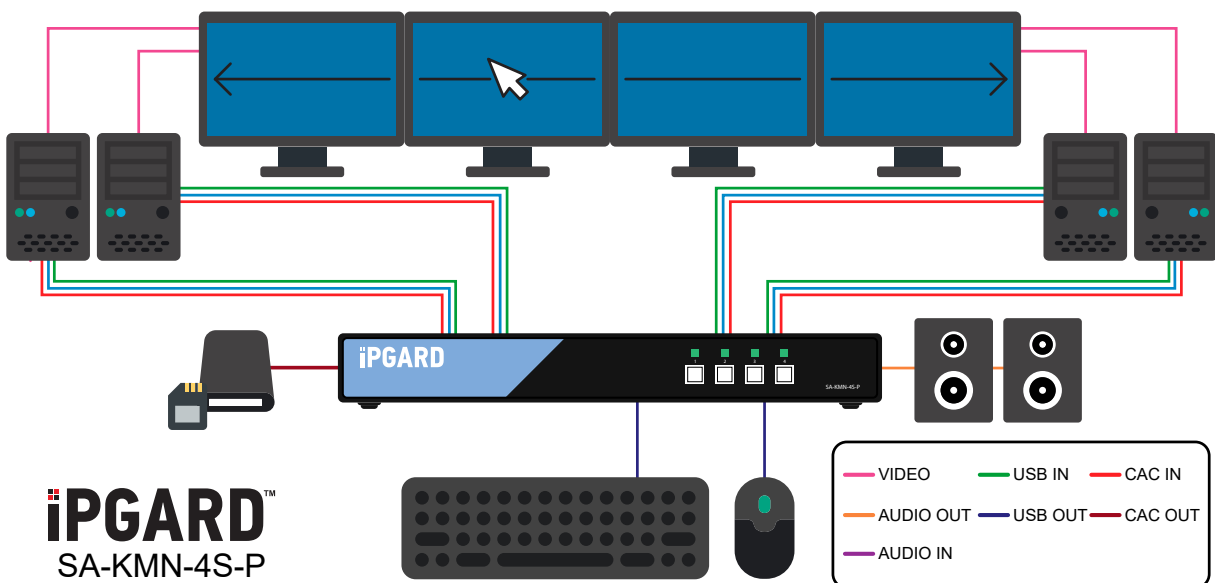 iPGARD
1 2 3 4
SA-KMN-4S-P
iPGARD™
SA-KMN-4S-P
VIDEO USB IN CAC IN
AUDIO OUT USB OUT CAC OUT
AUDIO IN